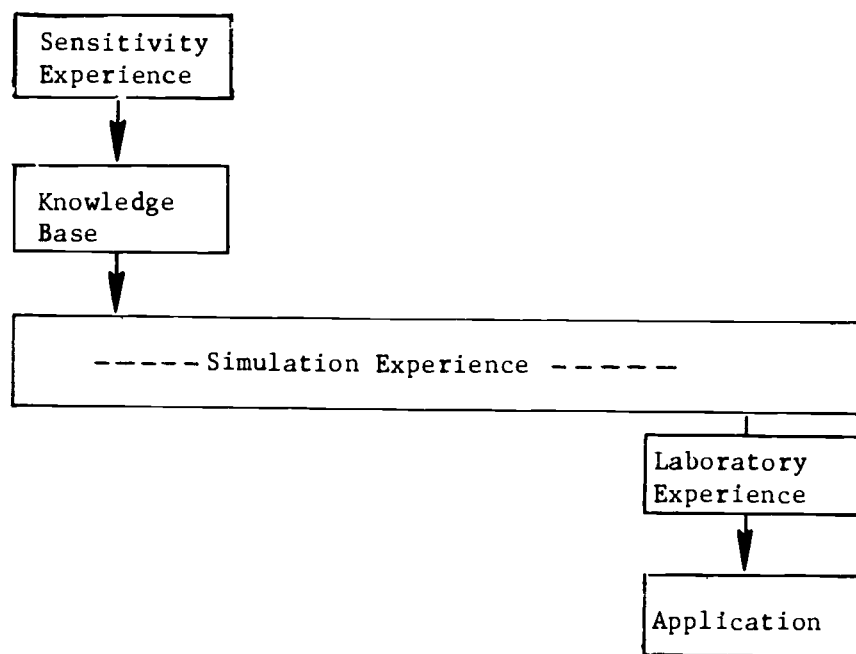 Sensitivity
Experience
Knowledge
Base
----- Simulation Experience ------
Laboratory
Experience
Application